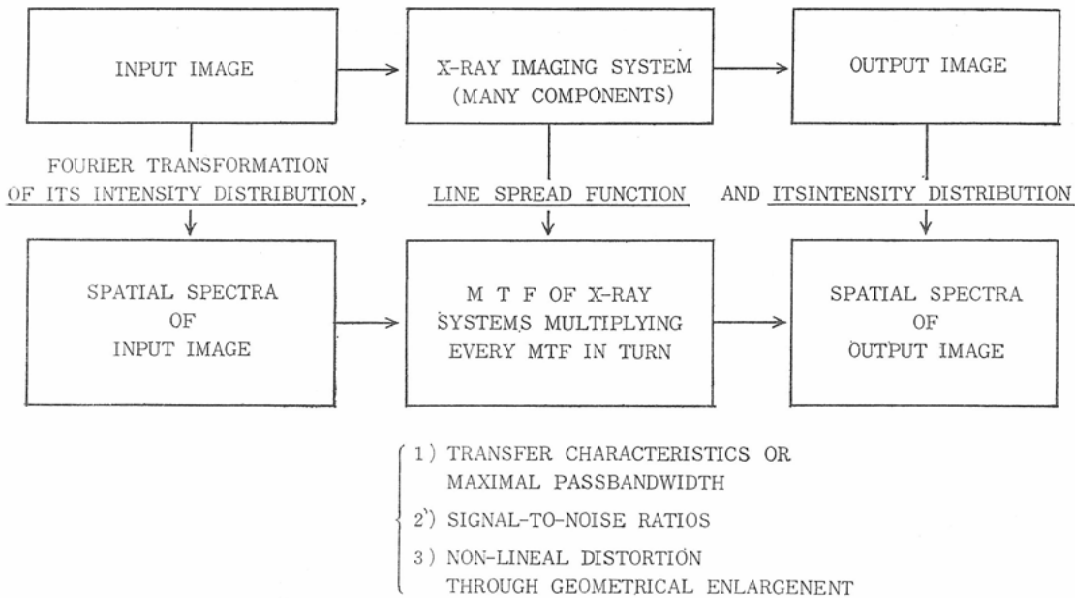 INPUT IMAGE
X-RAY IMAGING SYSTEM
(MANY COMPONENTS)
OUTPUT IMAGE
FOURIER TRANSFORMATION
OF ITS INTENSITY DISTRIBUTION,
LINE SPREAD FUNCTION
AND ITSINTENSITY DISTRIBUTION
SPATIAL SPECTRA
OF
INPUT IMAGE
M T F OF X-RAY
SYSTEMS MULTIPLYING
EVERY MTF IN TURN
SPATIAL SPECTRA
OF
OUTPUT IMAGE
1) TRANSFER CHARACTERISTICS OR
MAXIMAL PASSBANDWIDTH
2) SIGNAL-TO-NOISE RATIOS
3) NON-LINEAL DISTORTION
THROUGH GEOMETRICAL ENLARGENENT